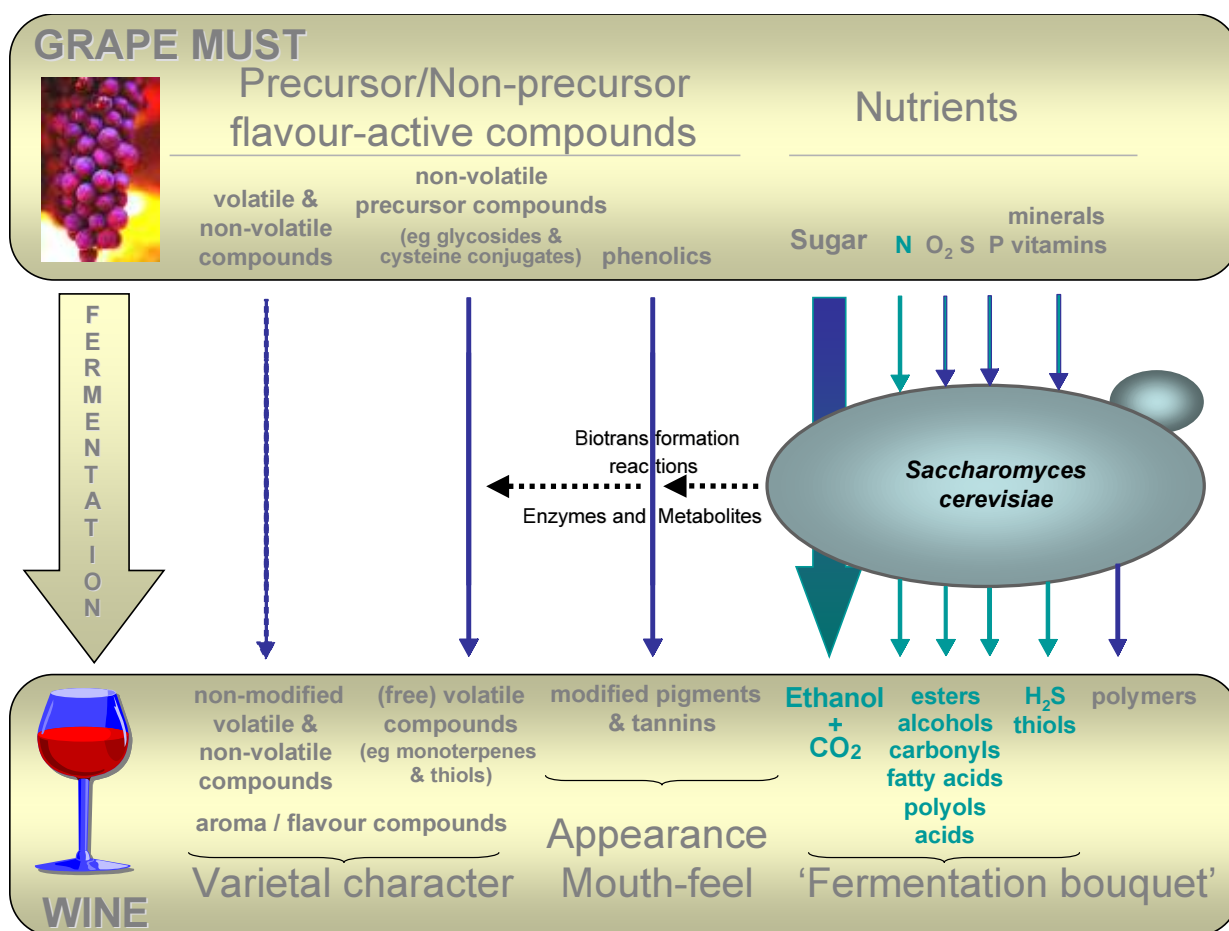 GRAPE MUST
Precursor/Non-precursor
flavour-active compounds
Nutrients
volatile &
non-volatile
compounds
non-volatile
precursor compounds
(eg glycosides &
cysteine conjugates)
phenolics
Sugar
N
O2
S
P
minerals
vitamins
FERMENTATION
Biotransformation
reactions
Enzymes and Metabolites
Saccharomyces
cerevisiae
non-modified
volatile &
non-volatile
compounds
(free) volatile
compounds
(eg monoterpenes
& thiols)
aroma / flavour compounds
Varietal character
modified pigments
& tannins
Appearance
Mouth-feel
Ethanol
+
CO2
esters
alcohols
carbonyls
fatty acids
polyols
acids
H2S
thiols
polymers
'Fermentation bouquet'
WINE